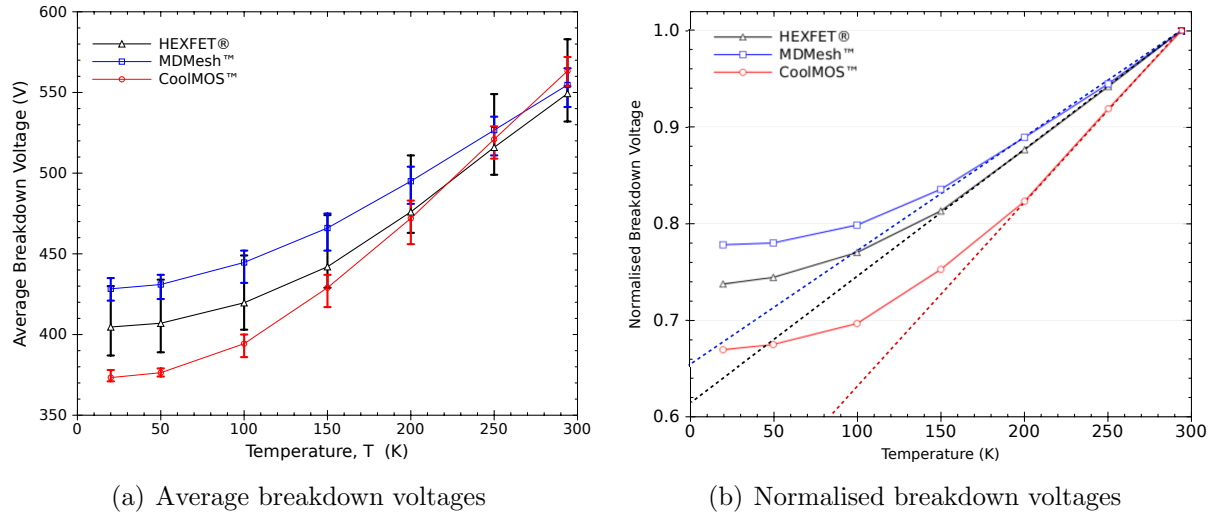 600
550
500
450
400
350
0
50
100
150
200
250
300
Average Breakdown Voltage (V)
Temperature, T (K)
HEXFET®
MDMesh™
CoolMOS™
(a) Average breakdown voltages
1.0
0.9
0.8
0.7
0.6
0
50
100
150
200
250
300
Normalised Breakdown Voltage
Temperature (K)
HEXFET®
MDMesh™
CoolMOS™
(b) Normalised breakdown voltages